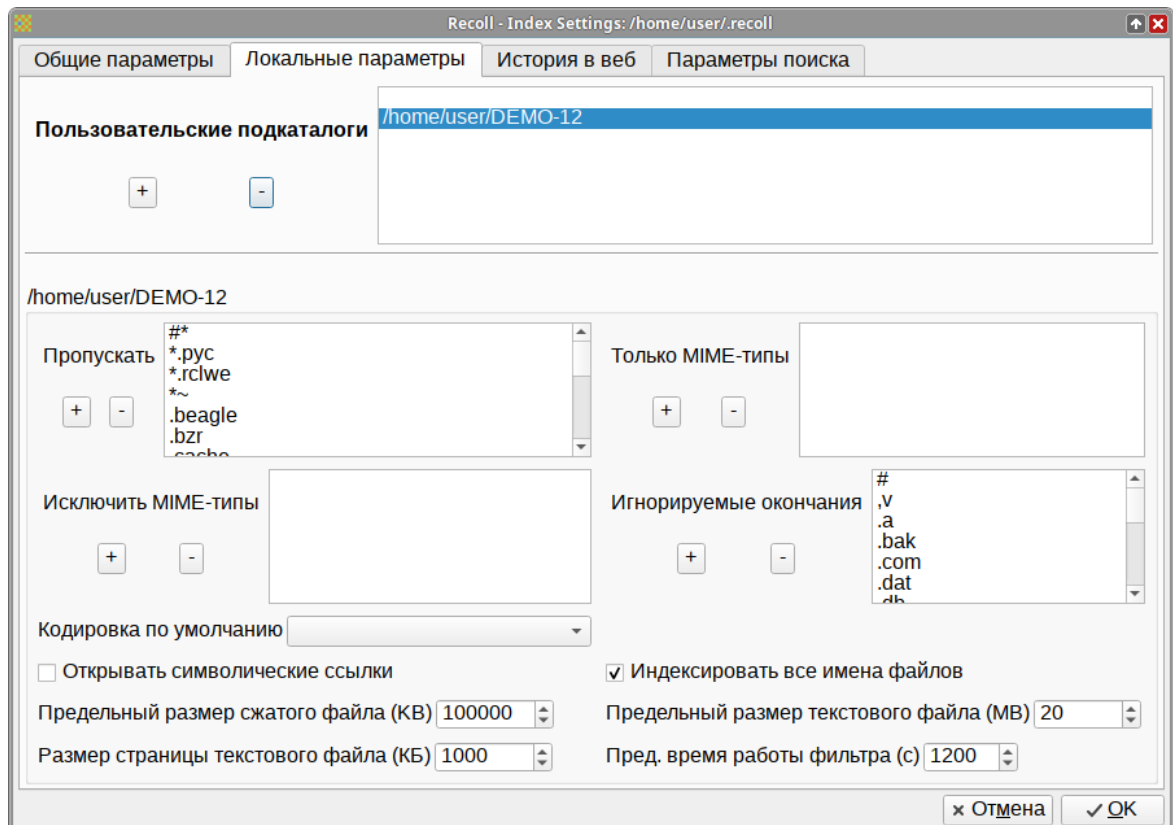 Recoll - Index Settings: /home/user/.recoll
Общие параметры
Локальные параметры
История в веб
Параметры поиска
Пользовательские подкаталоги
+
-
/home/user/DEMO-12
/home/user/DEMO-12
Пропускать
+
-
#*
*.pyc
*.rclwe
*~
.beagle
.bzr
.cache
Только MIME-типы
+
-
Исключить MIME-типы
+
-
Игнорируемые окончания
+
-
#
,v
.a
.bak
.com
.dat
.db
Кодировка по умолчанию
Открывать символические ссылки
Индексировать все имена файлов
Предельный размер сжатого файла (KB) 100000
Предельный размер текстового файла (MB) 20
Размер страницы текстового файла (КБ) 1000
Пред. время работы фильтра (с) 1200
Отмена
OK